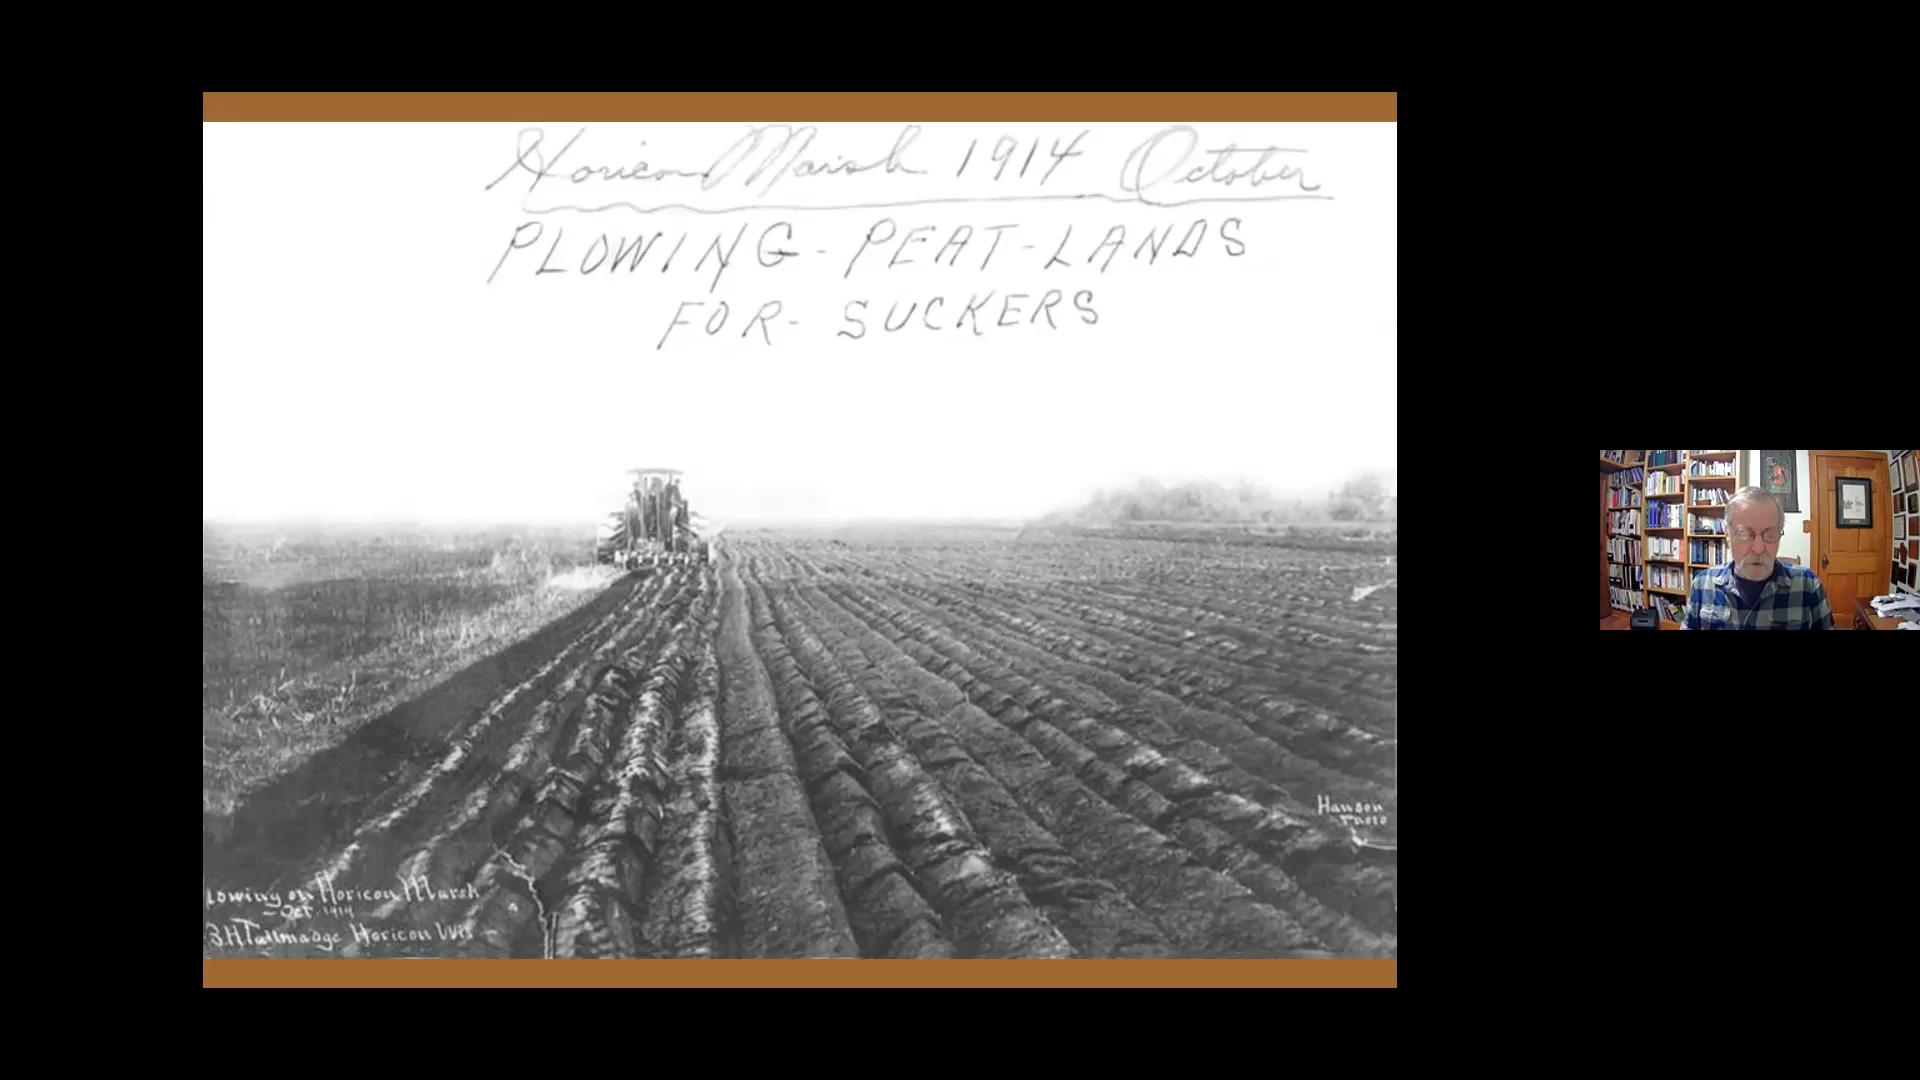 Horicon Marsh 1914 October
PLOWING - PEAT - LANDS
FOR - SUCKERS
Hanson
Photo
lowing on Horicon Marsh
- Oct. 1914
B.H. Tallmadge Horicon Wis -